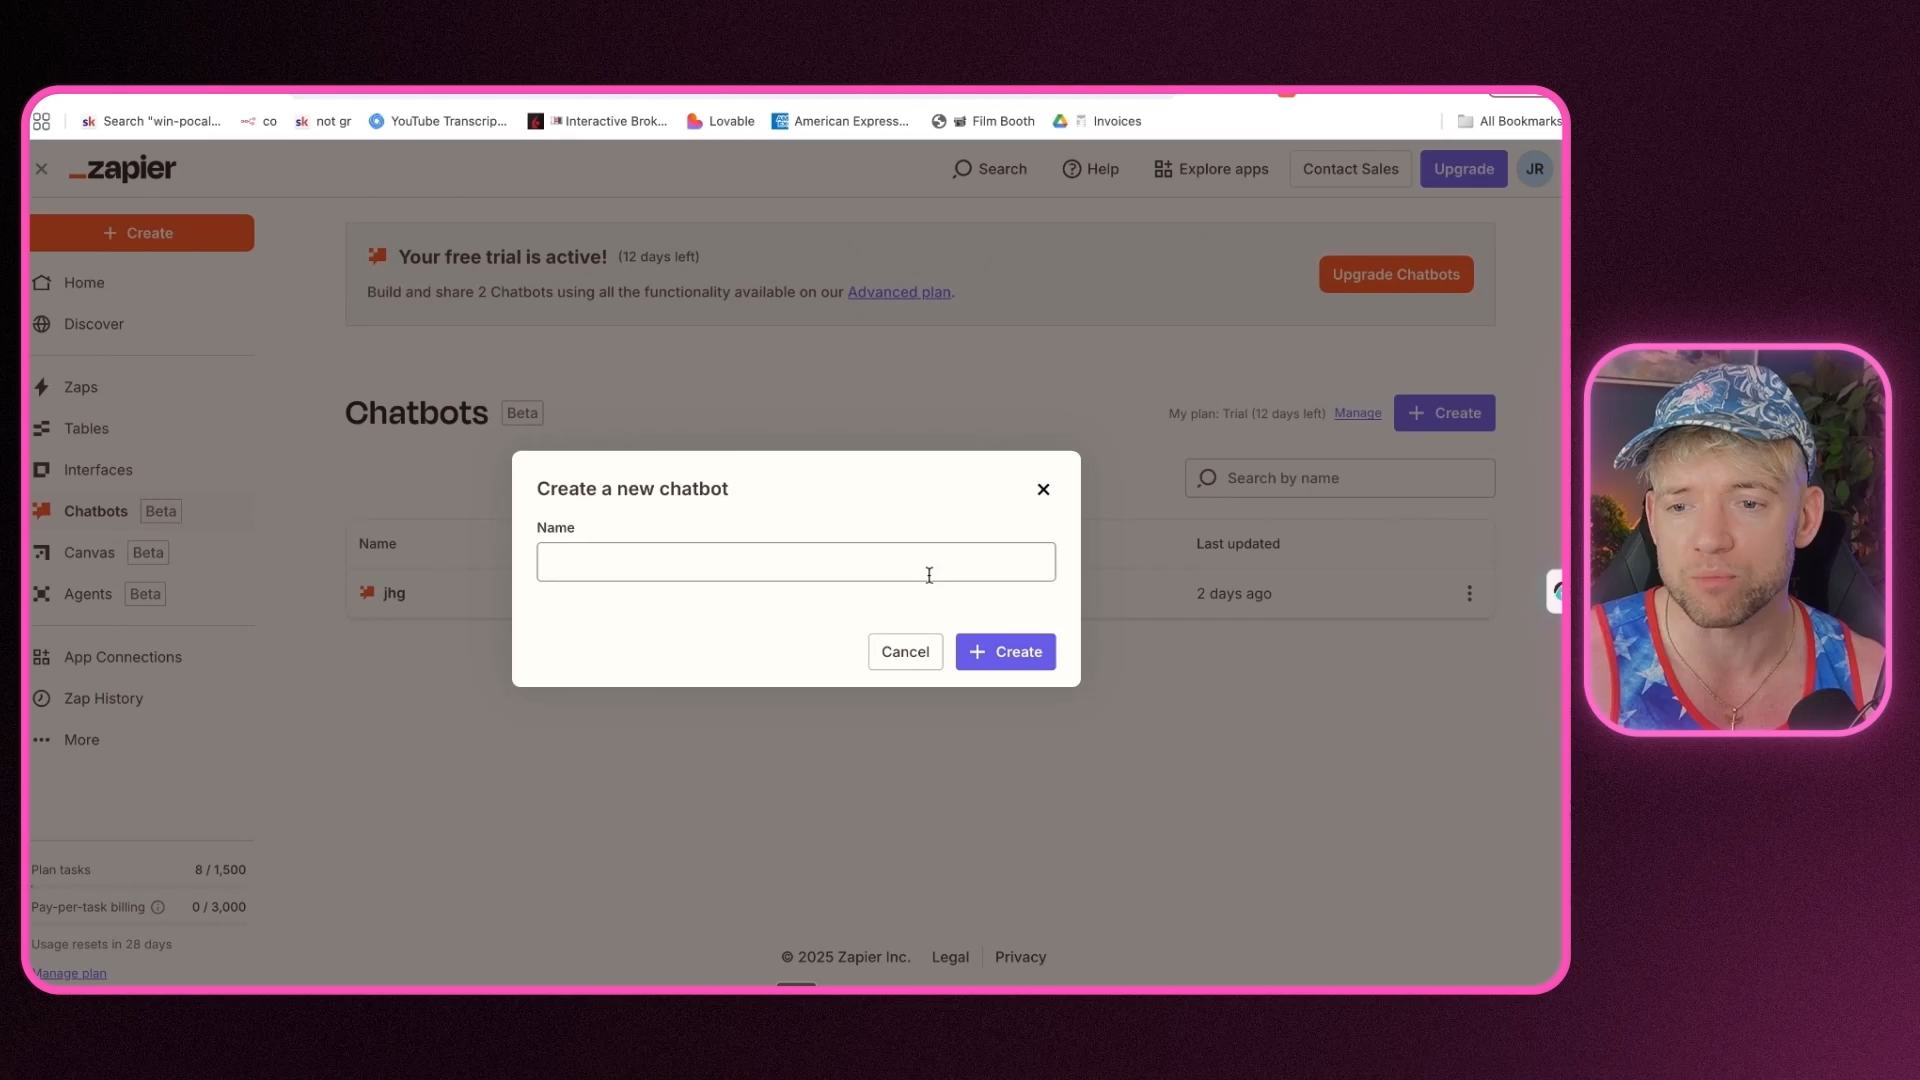 Search "win-pocal... co not gr YouTube Transcrip... Interactive Brok... Lovable American Express... Film Booth Invoices All Bookmarks
zapier Search Help Explore apps Contact Sales Upgrade JR
+ Create
Home
Discover
Zaps
Tables
Interfaces
Chatbots Beta
Canvas Beta
Agents Beta
App Connections
Zap History
More
Plan tasks 8 / 1,500
Pay-per-task billing 0 / 3,000
Usage resets in 28 days
Manage plan
Your free trial is active! (12 days left)
Build and share 2 Chatbots using all the functionality available on our Advanced plan.
Upgrade Chatbots
Chatbots Beta
My plan: Trial (12 days left) Manage + Create
Search by name
Name Last updated
jhg 2 days ago
Create a new chatbot
Name
Cancel + Create
© 2025 Zapier Inc. Legal Privacy